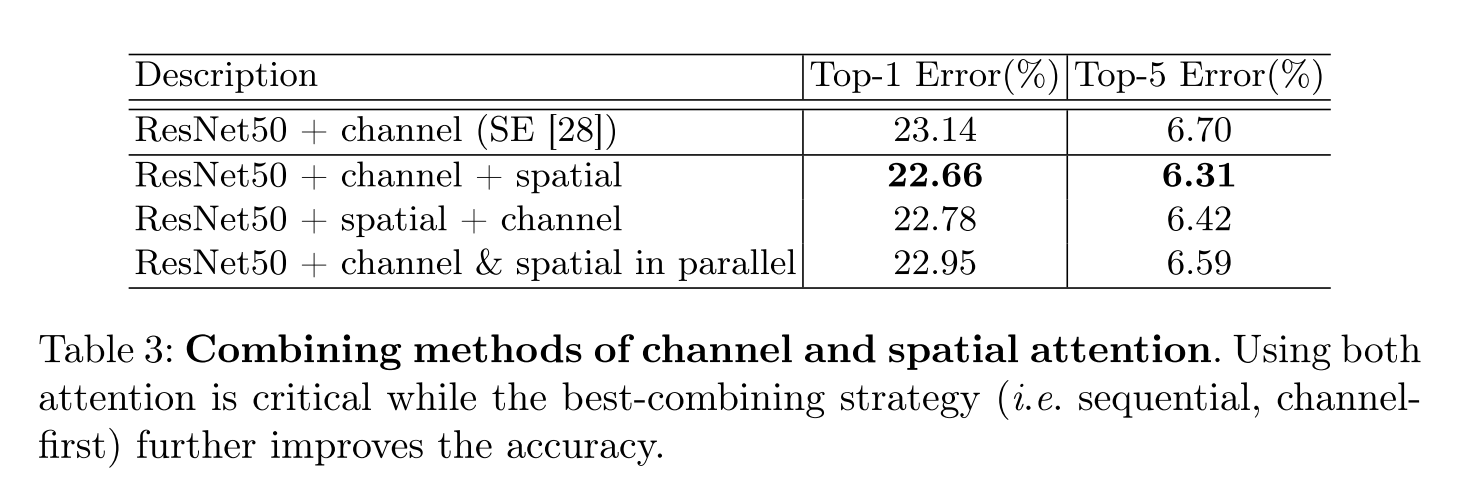 Description Top-1 Error(%) Top-5 Error(%)
ResNet50 + channel (SE [28]) 23.14 6.70
ResNet50 + channel + spatial 22.66 6.31
ResNet50 + spatial + channel 22.78 6.42
ResNet50 + channel & spatial in parallel 22.95 6.59
Table 3: Combining methods of channel and spatial attention. Using both
attention is critical while the best-combining strategy (i.e. sequential, channel-
first) further improves the accuracy.